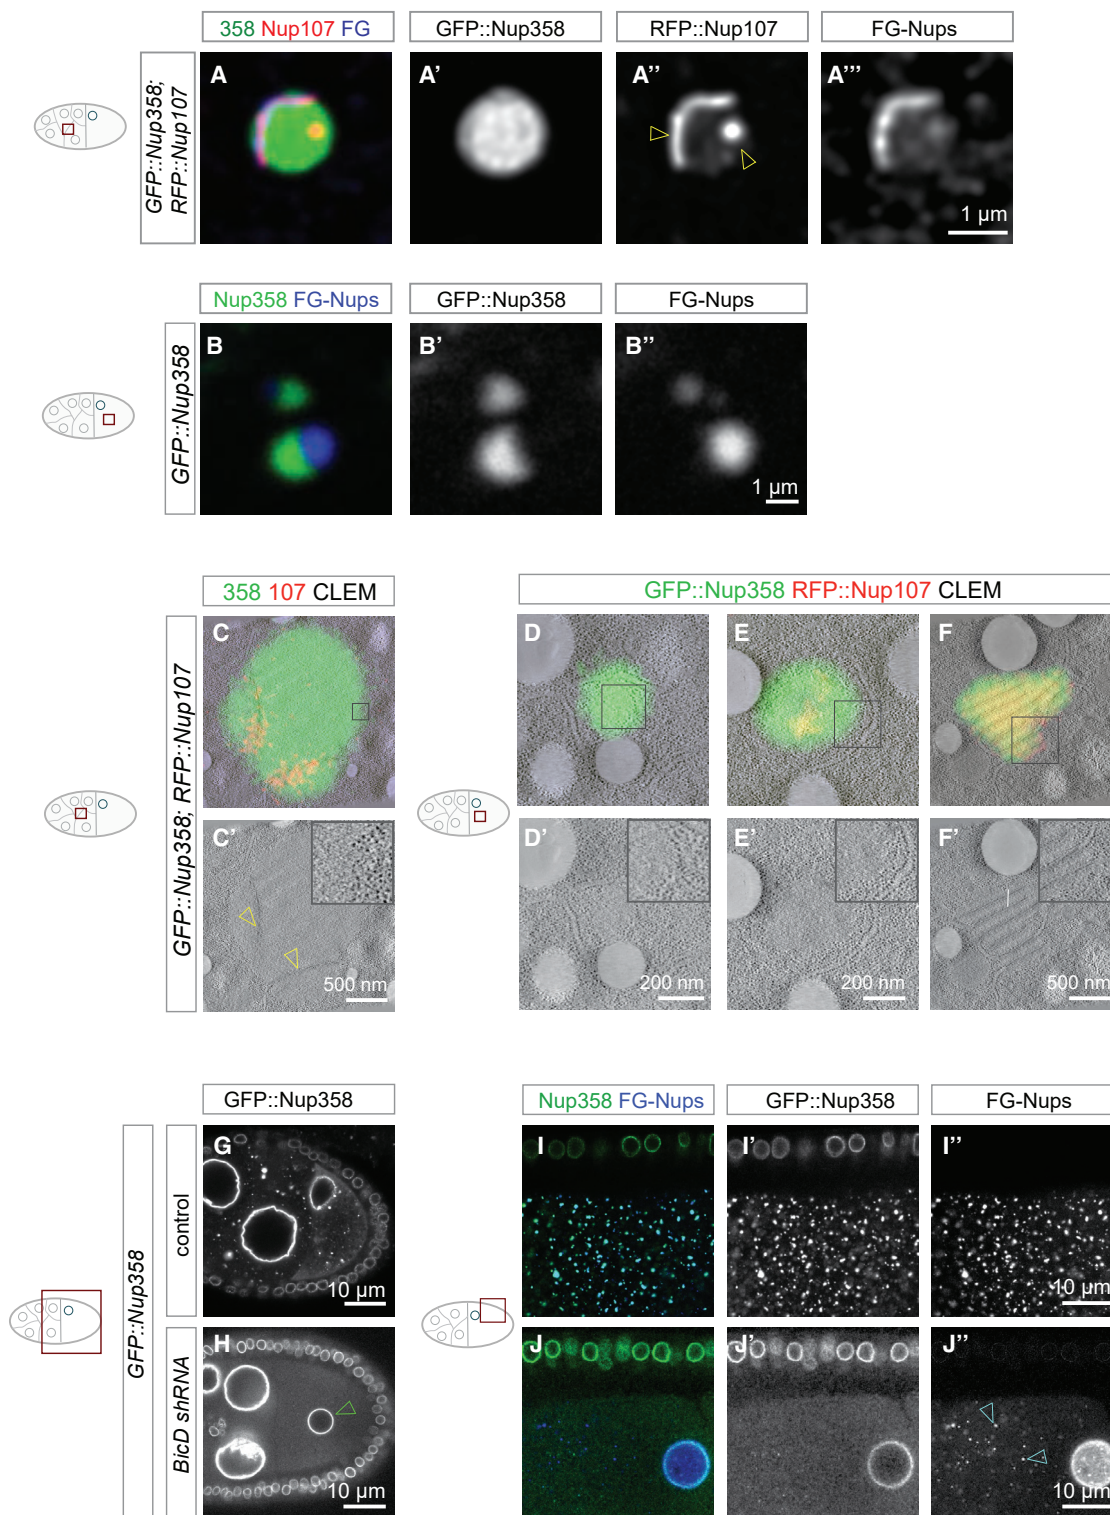 358 Nup107 FG
GFP::Nup358
RFP::Nup107
FG-Nups
GFP::Nup358;
RFP::Nup107
A
A'
A''
A'''
1 µm
Nup358 FG-Nups
GFP::Nup358
FG-Nups
GFP::Nup358
B
B'
B''
1 µm
358 107 CLEM
GFP::Nup358 RFP::Nup107 CLEM
GFP::Nup358; RFP::Nup107
C
D
E
F
C'
500 nm
D'
200 nm
E'
200 nm
F'
500 nm
GFP::Nup358
Nup358 FG-Nups
GFP::Nup358
FG-Nups
GFP::Nup358
control
G
10 µm
I
I'
I''
10 µm
BicD shRNA
H
10 µm
J
J'
J''
10 µm